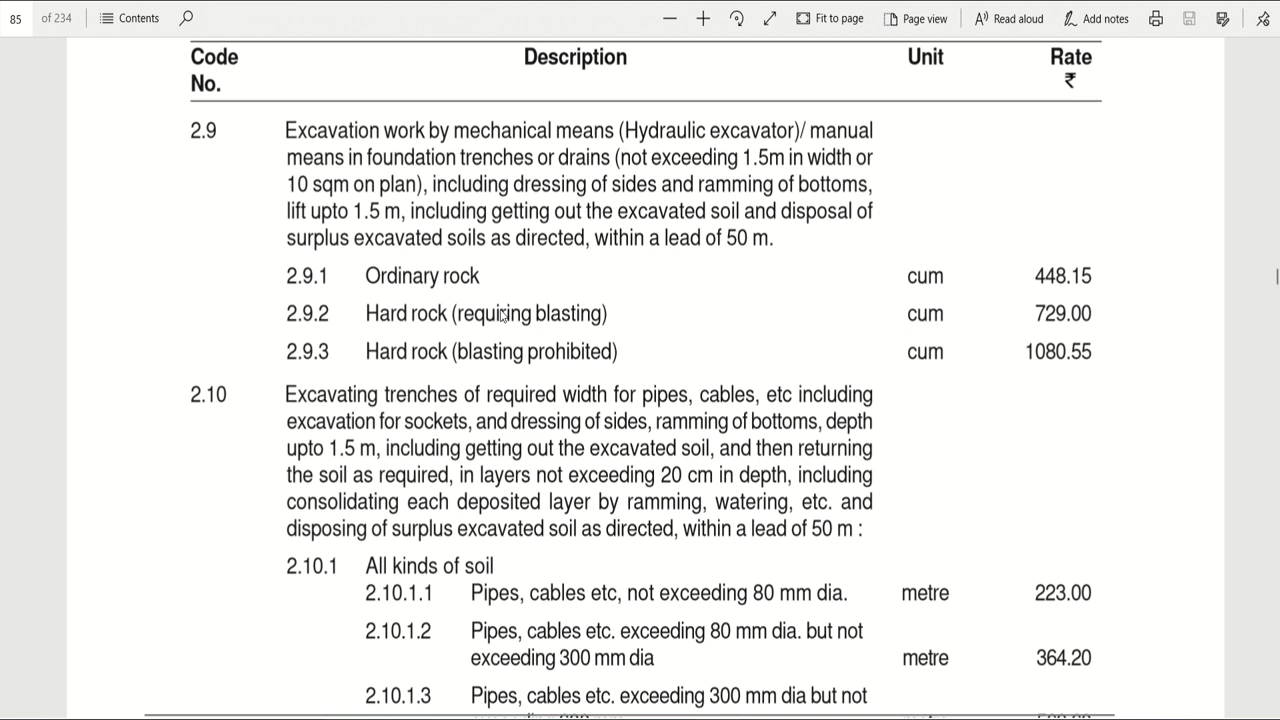 85 of 234 Contents Fit to page Page view Read aloud Add notes
Code Description Unit Rate
No. ₹
2.9 Excavation work by mechanical means (Hydraulic excavator)/ manual
means in foundation trenches or drains (not exceeding 1.5m in width or
10 sqm on plan), including dressing of sides and ramming of bottoms,
lift upto 1.5 m, including getting out the excavated soil and disposal of
surplus excavated soils as directed, within a lead of 50 m.
2.9.1 Ordinary rock cum 448.15
2.9.2 Hard rock (requiring blasting) cum 729.00
2.9.3 Hard rock (blasting prohibited) cum 1080.55
2.10 Excavating trenches of required width for pipes, cables, etc including
excavation for sockets, and dressing of sides, ramming of bottoms, depth
upto 1.5 m, including getting out the excavated soil, and then returning
the soil as required, in layers not exceeding 20 cm in depth, including
consolidating each deposited layer by ramming, watering, etc. and
disposing of surplus excavated soil as directed, within a lead of 50 m :
2.10.1 All kinds of soil
2.10.1.1 Pipes, cables etc, not exceeding 80 mm dia. metre 223.00
2.10.1.2 Pipes, cables etc. exceeding 80 mm dia. but not
exceeding 300 mm dia metre 364.20
2.10.1.3 Pipes, cables etc. exceeding 300 mm dia but not